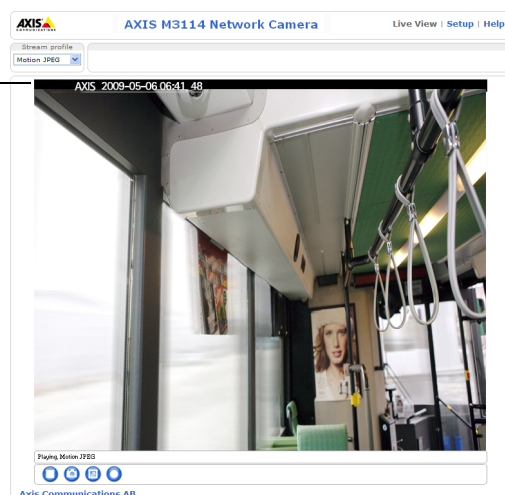 AXIS
COMMUNICATIONS
AXIS M3114 Network Camera
Live View | Setup | Help
Stream profile
Motion JPEG
AXIS 2009-05-06 06:41 48
Playing, Motion JPEG
Axis Communications AB